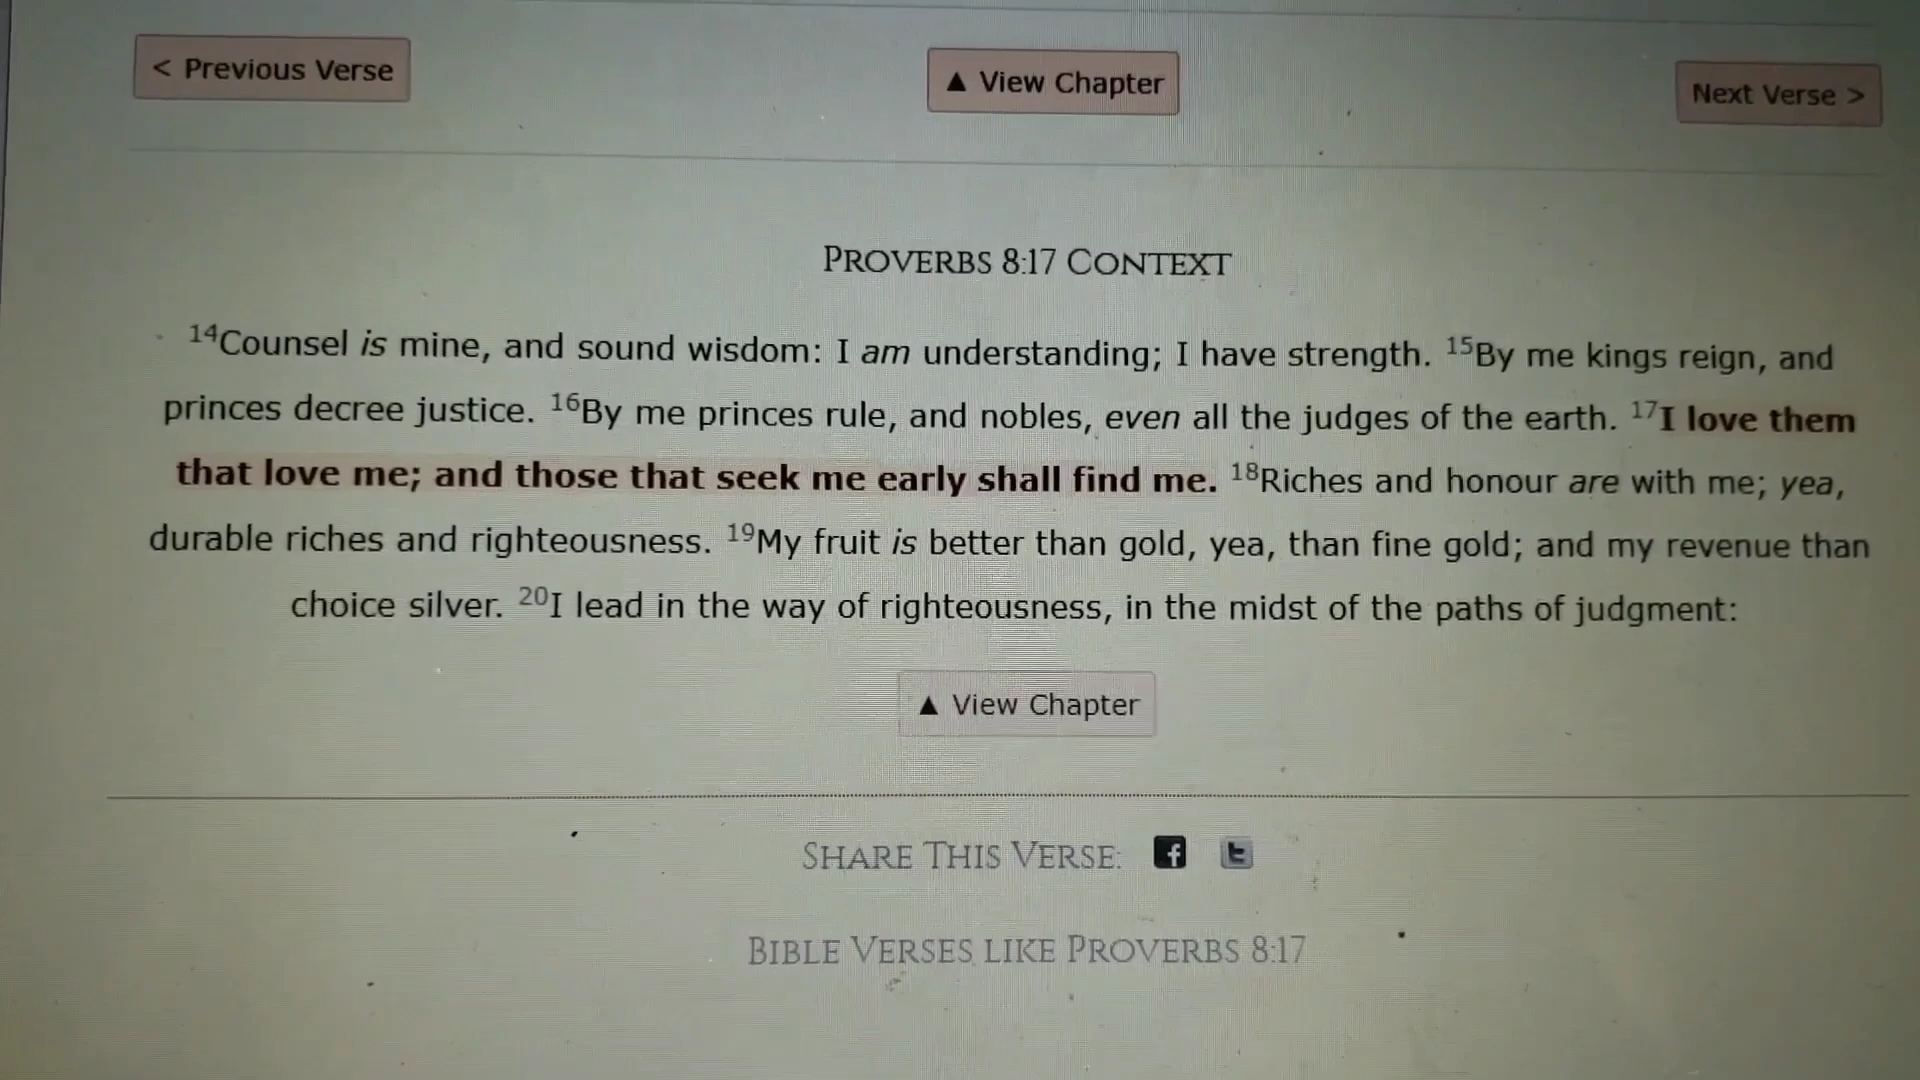 < Previous Verse
▲ View Chapter
Next Verse >
Proverbs 8:17 Context
14Counsel is mine, and sound wisdom: I am understanding; I have strength. 15By me kings reign, and
princes decree justice. 16By me princes rule, and nobles, even all the judges of the earth. 17I love them
that love me; and those that seek me early shall find me. 18Riches and honour are with me; yea,
durable riches and righteousness. 19My fruit is better than gold, yea, than fine gold; and my revenue than
choice silver. 20I lead in the way of righteousness, in the midst of the paths of judgment:
▲ View Chapter
Share This Verse: f t
Bible Verses like Proverbs 8:17